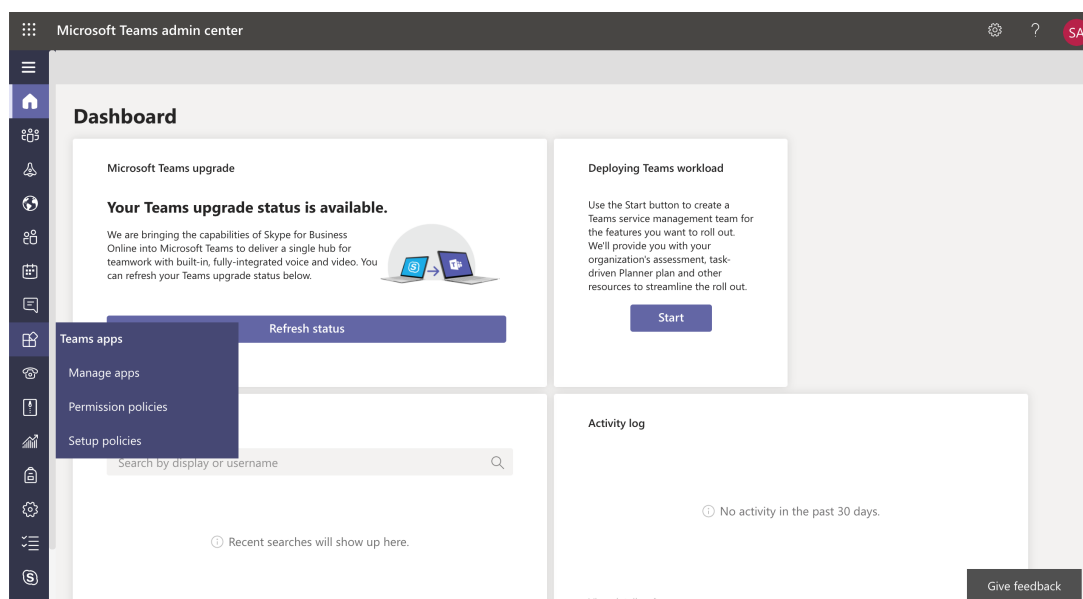 Microsoft Teams admin center
?
SA
Dashboard
Microsoft Teams upgrade
Your Teams upgrade status is available.
We are bringing the capabilities of Skype for Business
Online into Microsoft Teams to deliver a single hub for
teamwork with built-in, fully-integrated voice and video. You
can refresh your Teams upgrade status below.
Refresh status
Deploying Teams workload
Use the Start button to create a
Teams service management team for
the features you want to roll out.
We'll provide you with your
organization's assessment, task-
driven Planner plan and other
resources to streamline the roll out.
Start
Teams apps
Manage apps
Permission policies
Setup policies
Search by display or username
Recent searches will show up here.
Activity log
No activity in the past 30 days.
Give feedback